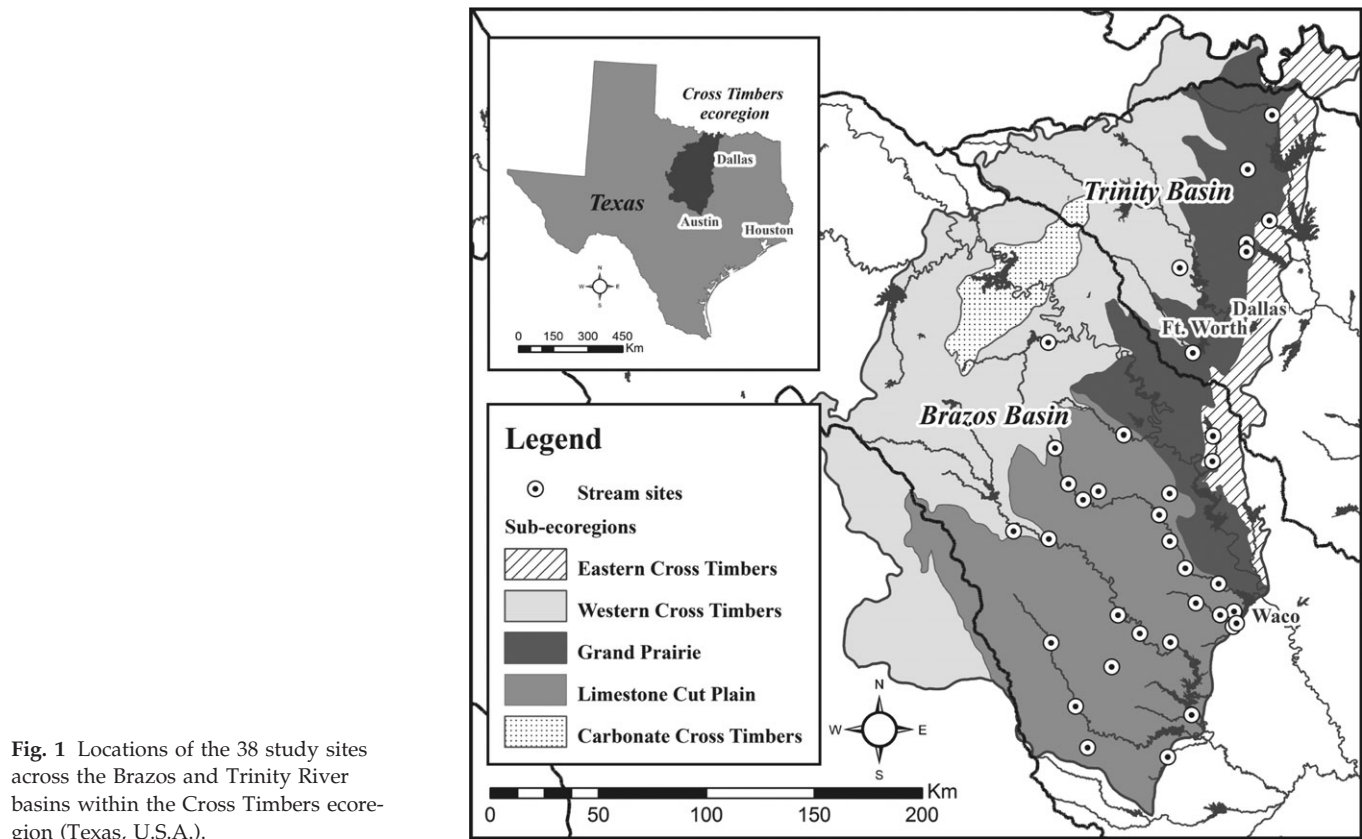 Cross Timbers
ecoregion
Dallas
Texas
Austin
Houston
N
W E
S
0 150 300 450
Km
Trinity Basin
Dallas
Ft. Worth
Brazos Basin
Waco
Legend
Stream sites
Sub-ecoregions
Eastern Cross Timbers
Western Cross Timbers
Grand Prairie
Limestone Cut Plain
Carbonate Cross Timbers
N
W E
S
0 50 100 150 200
Km
Fig. 1 Locations of the 38 study sites
across the Brazos and Trinity River
basins within the Cross Timbers ecore-
gion (Texas, U.S.A.).